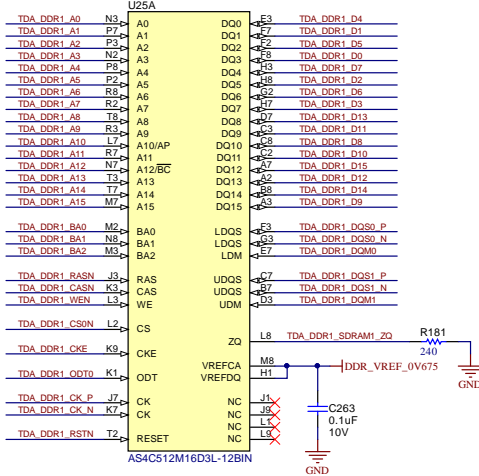 U25A
TDA_DDR1_A0 N3 A0 DQ0 E3 TDA_DDR1_D4
TDA_DDR1_A1 P7 A1 DQ1 F7 TDA_DDR1_D1
TDA_DDR1_A2 P3 A2 DQ2 F2 TDA_DDR1_D5
TDA_DDR1_A3 N2 A3 DQ3 F8 TDA_DDR1_D0
TDA_DDR1_A4 P8 A4 DQ4 H3 TDA_DDR1_D7
TDA_DDR1_A5 P2 A5 DQ5 H8 TDA_DDR1_D2
TDA_DDR1_A6 R8 A6 DQ6 G2 TDA_DDR1_D6
TDA_DDR1_A7 R2 A7 DQ7 H7 TDA_DDR1_D3
TDA_DDR1_A8 T8 A8 DQ8 D7 TDA_DDR1_D13
TDA_DDR1_A9 R3 A9 DQ9 C3 TDA_DDR1_D11
TDA_DDR1_A10 L7 A10/AP DQ10 C8 TDA_DDR1_D8
TDA_DDR1_A11 R7 A11 DQ11 C2 TDA_DDR1_D10
TDA_DDR1_A12 N7 A12/BC DQ12 A7 TDA_DDR1_D15
TDA_DDR1_A13 T3 A13 DQ13 A2 TDA_DDR1_D12
TDA_DDR1_A14 T7 A14 DQ14 B8 TDA_DDR1_D14
TDA_DDR1_A15 M7 A15 DQ15 A3 TDA_DDR1_D9
TDA_DDR1_BA0 M2 BA0 LDQS F3 TDA_DDR1_DQS0_P
TDA_DDR1_BA1 N8 BA1 LDQS G3 TDA_DDR1_DQS0_N
TDA_DDR1_BA2 M3 BA2 LDM E7 TDA_DDR1_DQM0
TDA_DDR1_RASN J3 RAS UDQS C7 TDA_DDR1_DQS1_P
TDA_DDR1_CASN K3 CAS UDQS B7 TDA_DDR1_DQS1_N
TDA_DDR1_WEN L3 WE UDM D3 TDA_DDR1_DQM1
TDA_DDR1_CS0N L2 CS
ZQ L8 TDA_DDR1_SDRAM1_ZQ R181
240
GND
TDA_DDR1_CKE K9 CKE
VREFCA M8 DDR_VREF_0V675
TDA_DDR1_ODT0 K1 ODT VREFDQ H1
TDA_DDR1_CK_P J7 CK NC J1
TDA_DDR1_CK_N K7 CK NC J9
NC L1
TDA_DDR1_RSTN T2 RESET NC L9
C263
0.1uF
10V
GND
AS4C512M16D3L-12BIN